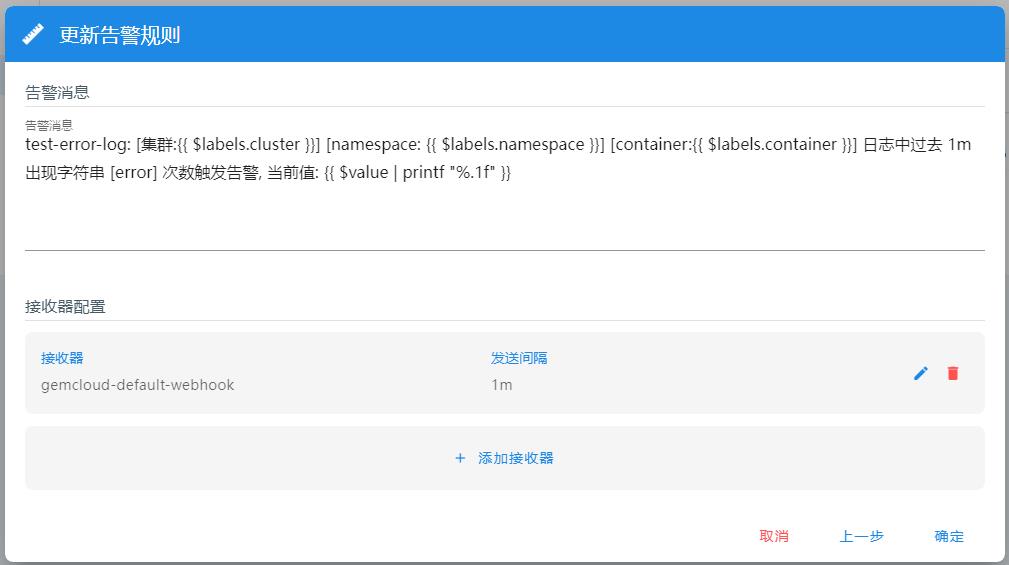 更新告警规则
告警消息
告警消息
test-error-log: [集群:{{ $labels.cluster }}] [namespace: {{ $labels.namespace }}] [container:{{ $labels.container }}] 日志中过去 1m
出现字符串 [error] 次数触发告警, 当前值: {{ $value | printf "%.1f" }}
接收器配置
接收器 发送间隔
gemcloud-default-webhook 1m
+ 添加接收器
取消 上一步 确定